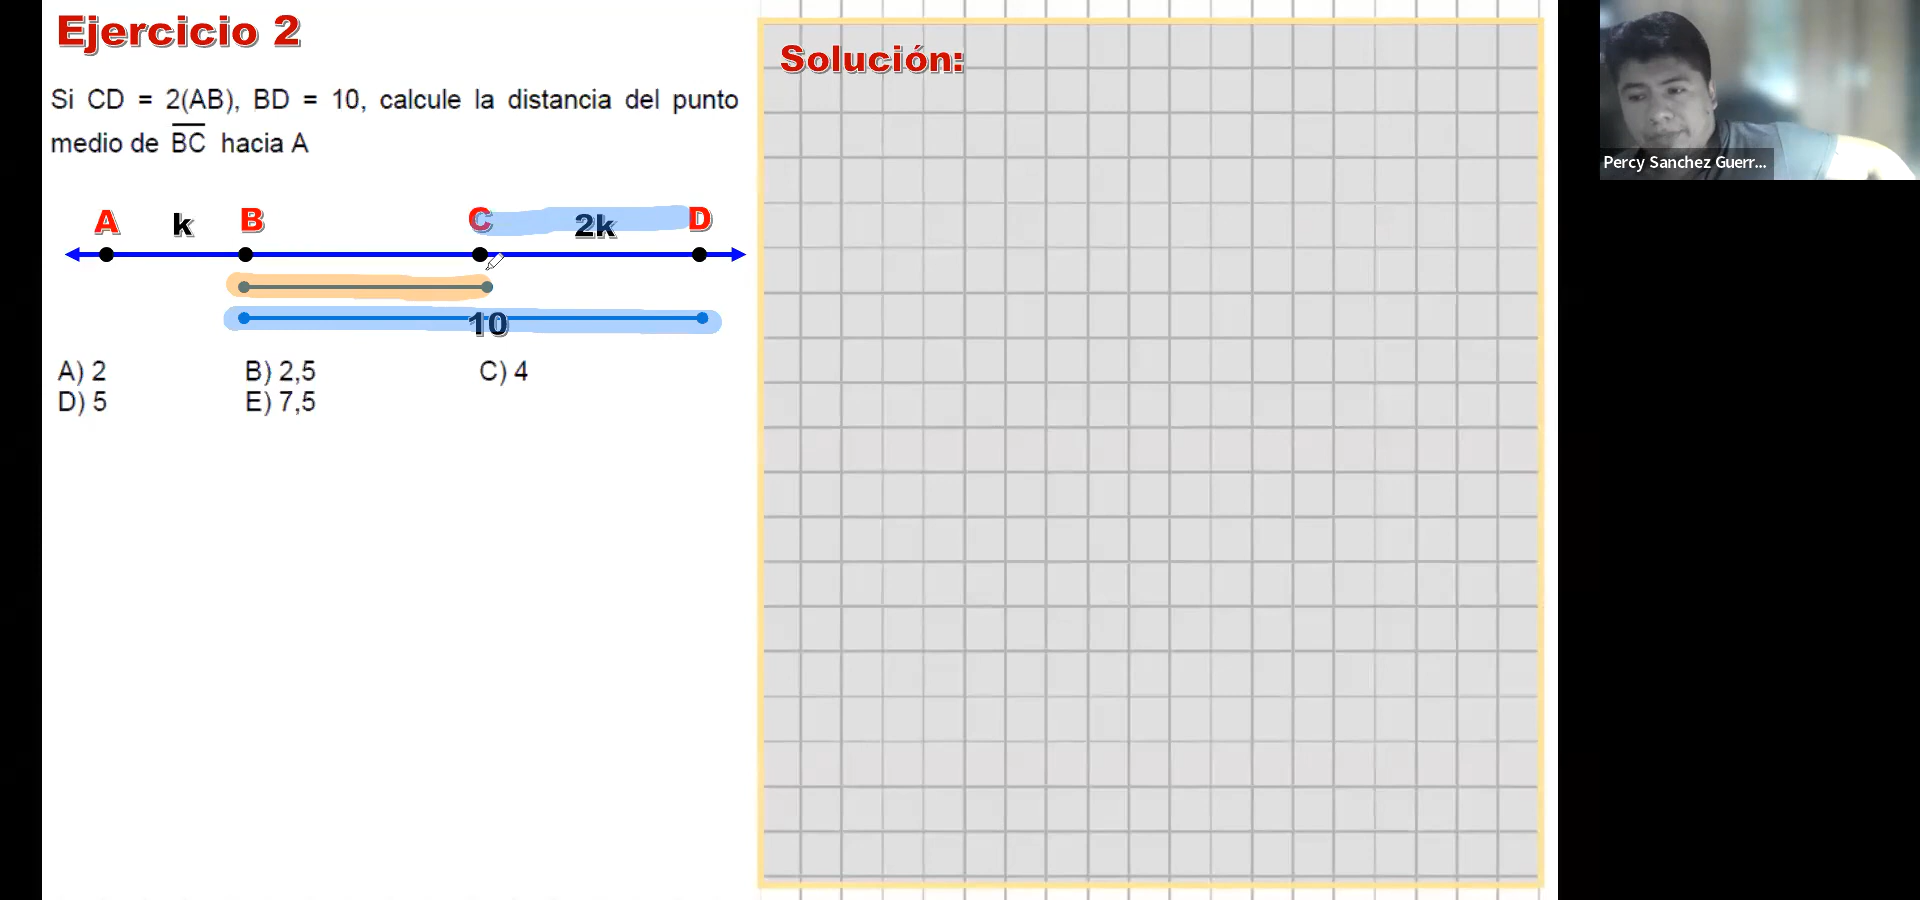 Ejercicio 2
Si CD = 2(AB), BD = 10, calcule la distancia del punto
medio de BC hacia A
A k B C 2k D
10
A) 2 B) 2,5 C) 4
D) 5 E) 7,5
Solución:
Percy Sanchez Guerr...